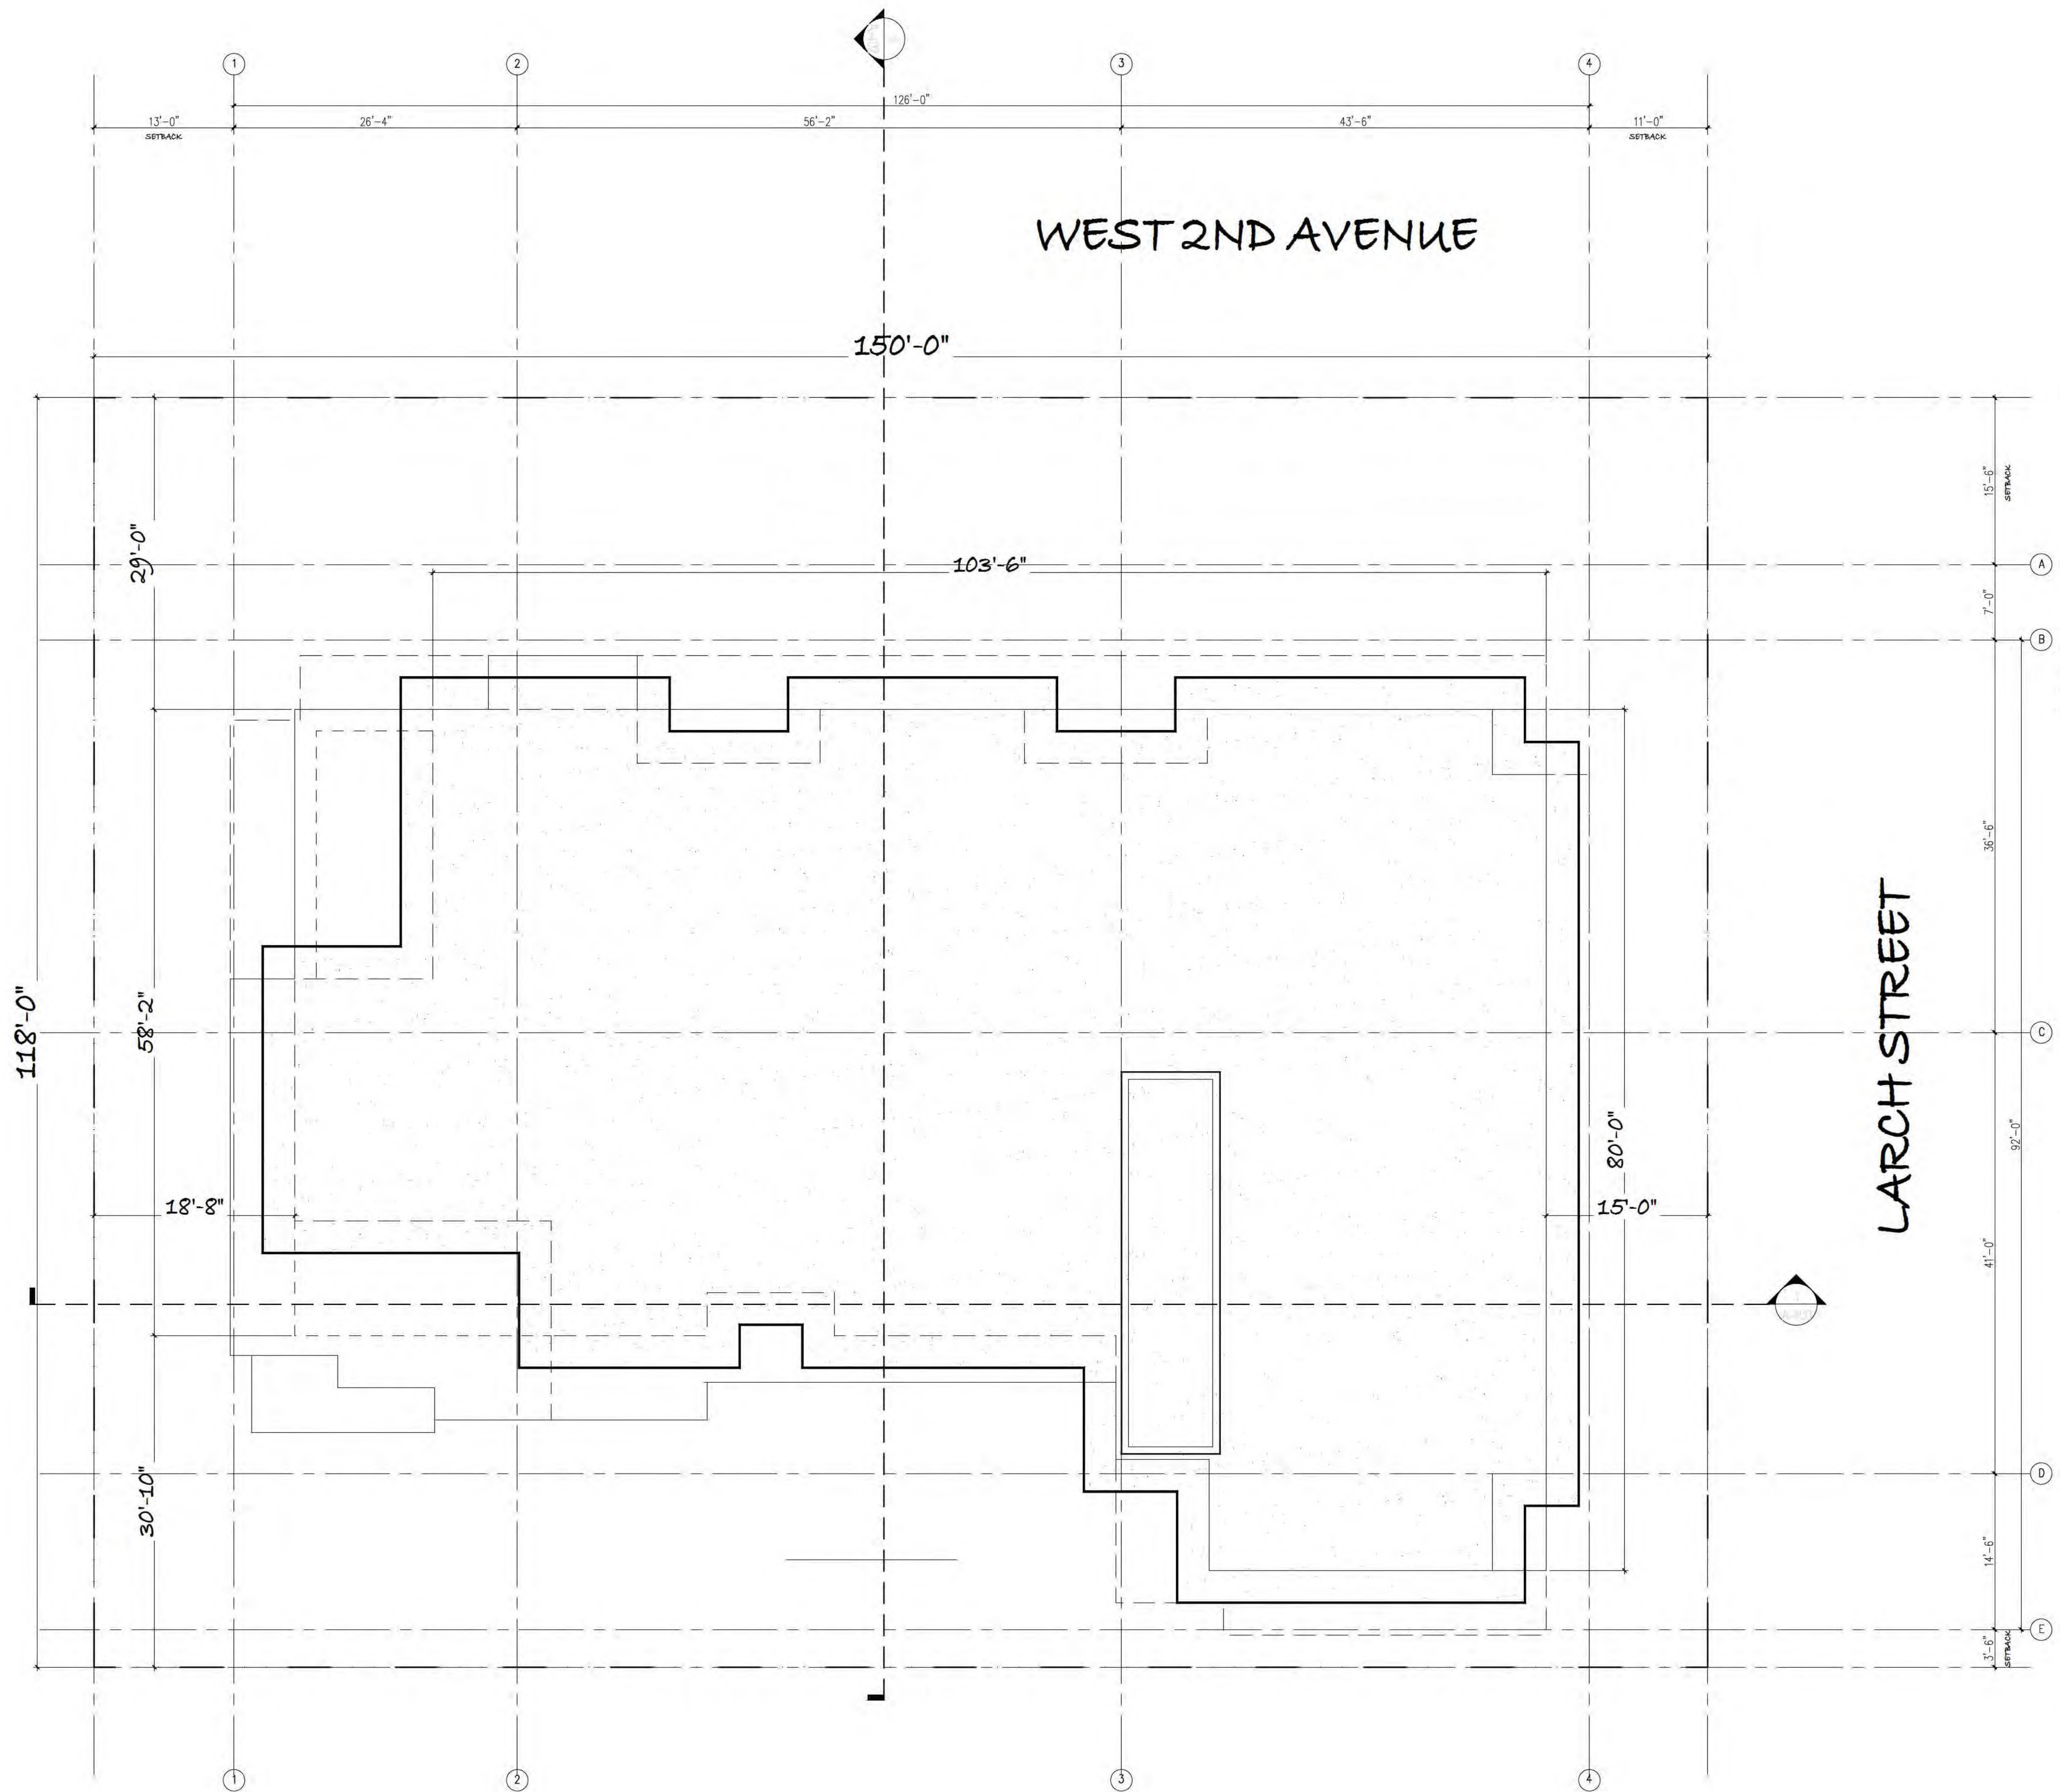 1
2
3
4
126'-0"
13'-0"
SETBACK
26'-4"
56'-2"
43'-6"
11'-0"
SETBACK
WEST 2ND AVENUE
150'-0"
15'-6"
SETBACK
29'-0"
103'-6"
A
7'-0"
B
36'-6"
LARCH STREET
118'-0"
58'-2"
C
80'-0"
92'-0"
18'-8"
15'-0"
41'-0"
30'-10"
D
14'-6"
E
3'-6"
SETBACK
1
2
3
4